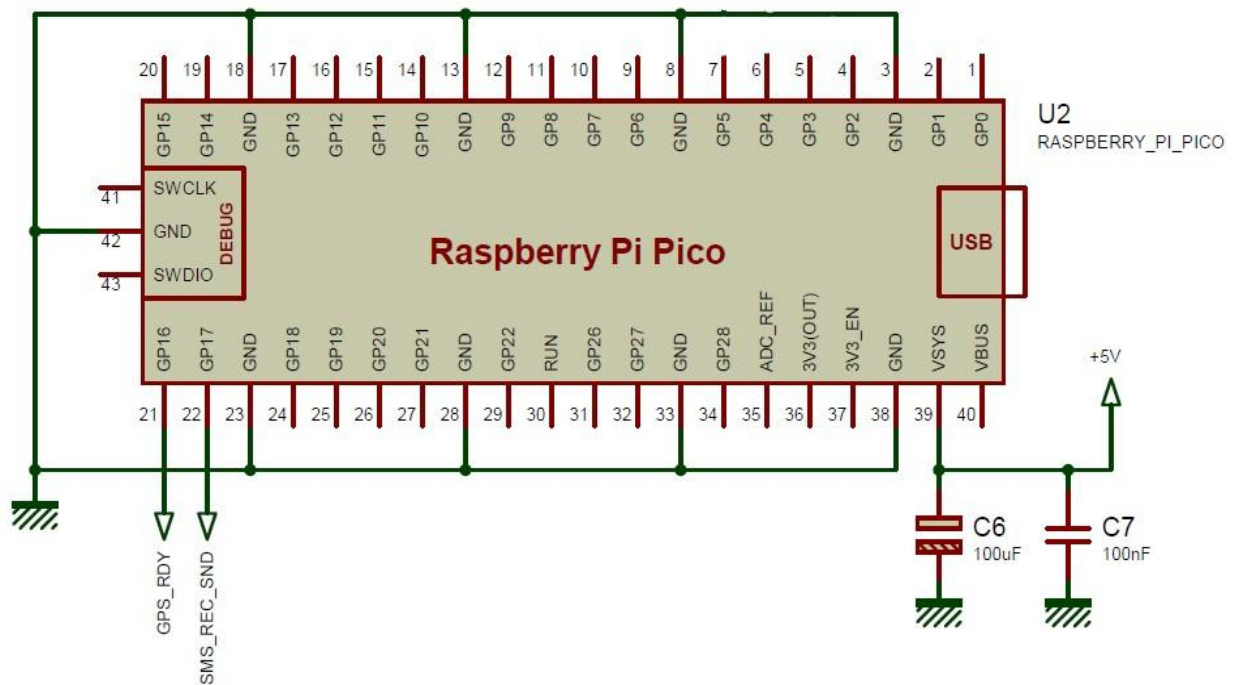 20 19 18 17 16 15 14 13 12 11 10 9 8 7 6 5 4 3 2 1
GP15 GP14 GND GP13 GP12 GP11 GP10 GND GP9 GP8 GP7 GP6 GND GP5 GP4 GP3 GP2 GND GP1 GP0
U2
RASPBERRY_PI_PICO
41 SWCLK
42 GND
43 SWDIO
DEBUG
Raspberry Pi Pico
USB
GP16 GP17 GND GP18 GP19 GP20 GP21 GND GP22 RUN GP26 GP27 GND GP28 ADC_REF 3V3(OUT) 3V3_EN GND VSYS VBUS
21 22 23 24 25 26 27 28 29 30 31 32 33 34 35 36 37 38 39 40
+5V
GPS_RDY
SMS_REC_SND
C6
100uF
C7
100nF